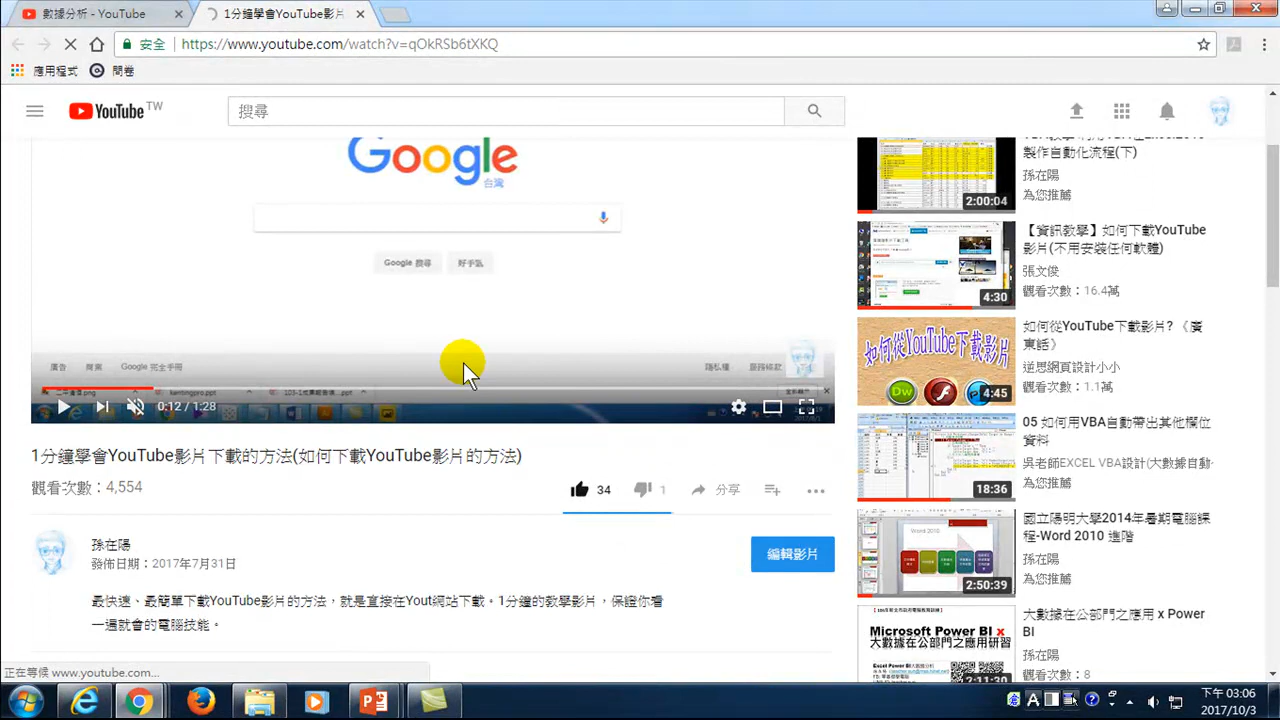 數據分析 - YouTube
1分鐘學會YouTube影片
安全
https://www.youtube.com/watch?v=qOkRSs6tXKQ
應用程式
問卷
YouTube TW
搜尋
Google
台灣
Google 搜尋
好手氣
廣告
商業
Google 完全手冊
隱私權
服務條款
kentingxiro.ppt
0:12 / 1:28
1分鐘學會YouTube影片下載的方法(如何下載YouTube影片的方法)
觀看次數：4,554
34
1
分享
孫在陽
編輯影片
最快速、最簡單下載YouTube影片的方法，就是直接在
網站下載。1分鐘的教學影片，保證你看
一遍就會的電腦技能。
正在等候 www.youtube.com...
製作自動化流程(下)
孫在陽
為您推薦
2:00:04
【資訊教學】如何下載YouTube
影片(不用安裝任何軟體)
張文俊
觀看次數：16.4萬
4:30
如何從YouTube下載影片
如何從YouTube下載影片? 《廣
東話》
逆思網頁設計小小
觀看次數：1.1萬
4:45
05 如何用VBA自動帶出其他欄位
資料
吳老師EXCEL VBA設計(大數據自動
為您推薦
18:36
國立陽明大學2014年暑期電腦課
程-Word 2010 進階
孫在陽
為您推薦
Word 2010
2:50:39
大數據在公部門之應用 x Power
BI
孫在陽
觀看次數：8
Microsoft Power BI x
大數據在公部門之應用研習
Excel Power BI大數據分析
2:11:30
下午 03:06
2017/10/3